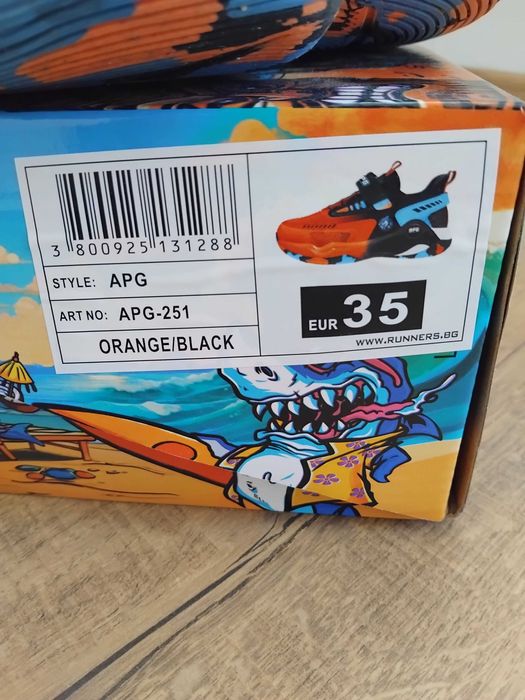 3 800925 131288
STYLE: APG
ART NO: APG-251
ORANGE/BLACK
EUR 35
WWW.RUNNERS.BG